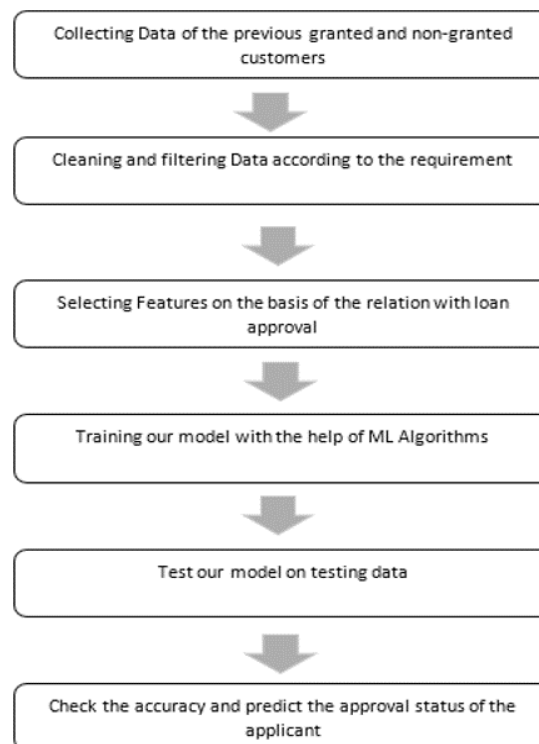 Collecting Data of the previous granted and non-granted
customers
Cleaning and filtering Data according to the requirement
Selecting Features on the basis of the relation with loan
approval
Training our model with the help of ML Algorithms
Test our model on testing data
Check the accuracy and predict the approval status of the
applicant